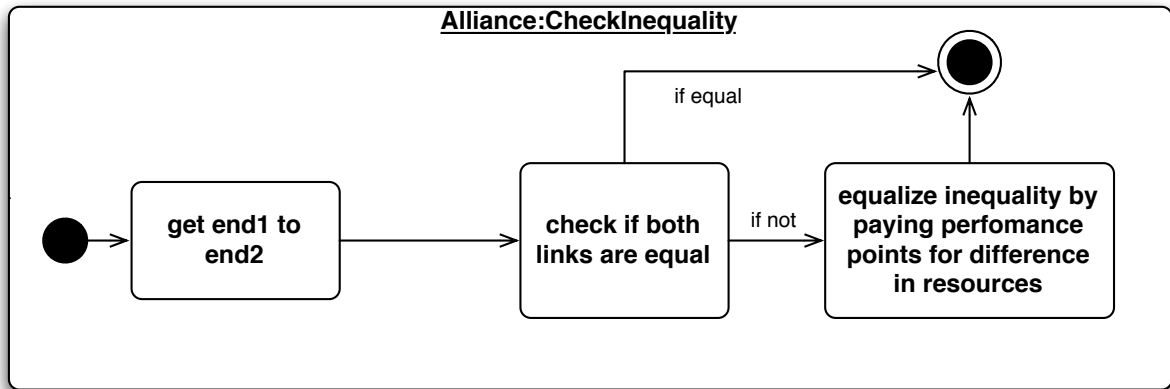 Alliance:CheckInequality
if equal
get end1 to
end2
check if both
links are equal
if not
equalize inequality by
paying perfomance
points for difference
in resources